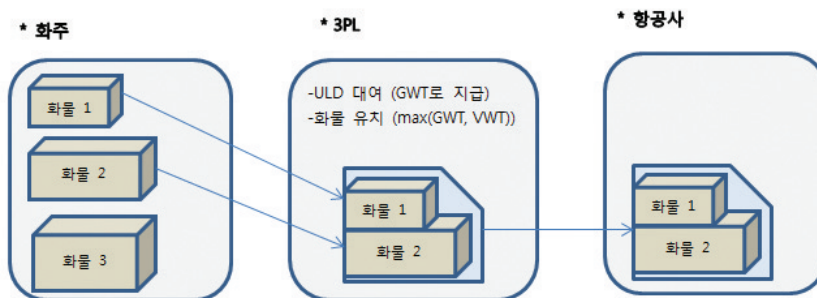 * 화주
* 3PL
* 항공사
화물 1
화물 2
화물 3
-ULD 대여 (GWT로 지급)
-화물 유치 (max(GWT, VWT))
화물 1
화물 2
화물 1
화물 2